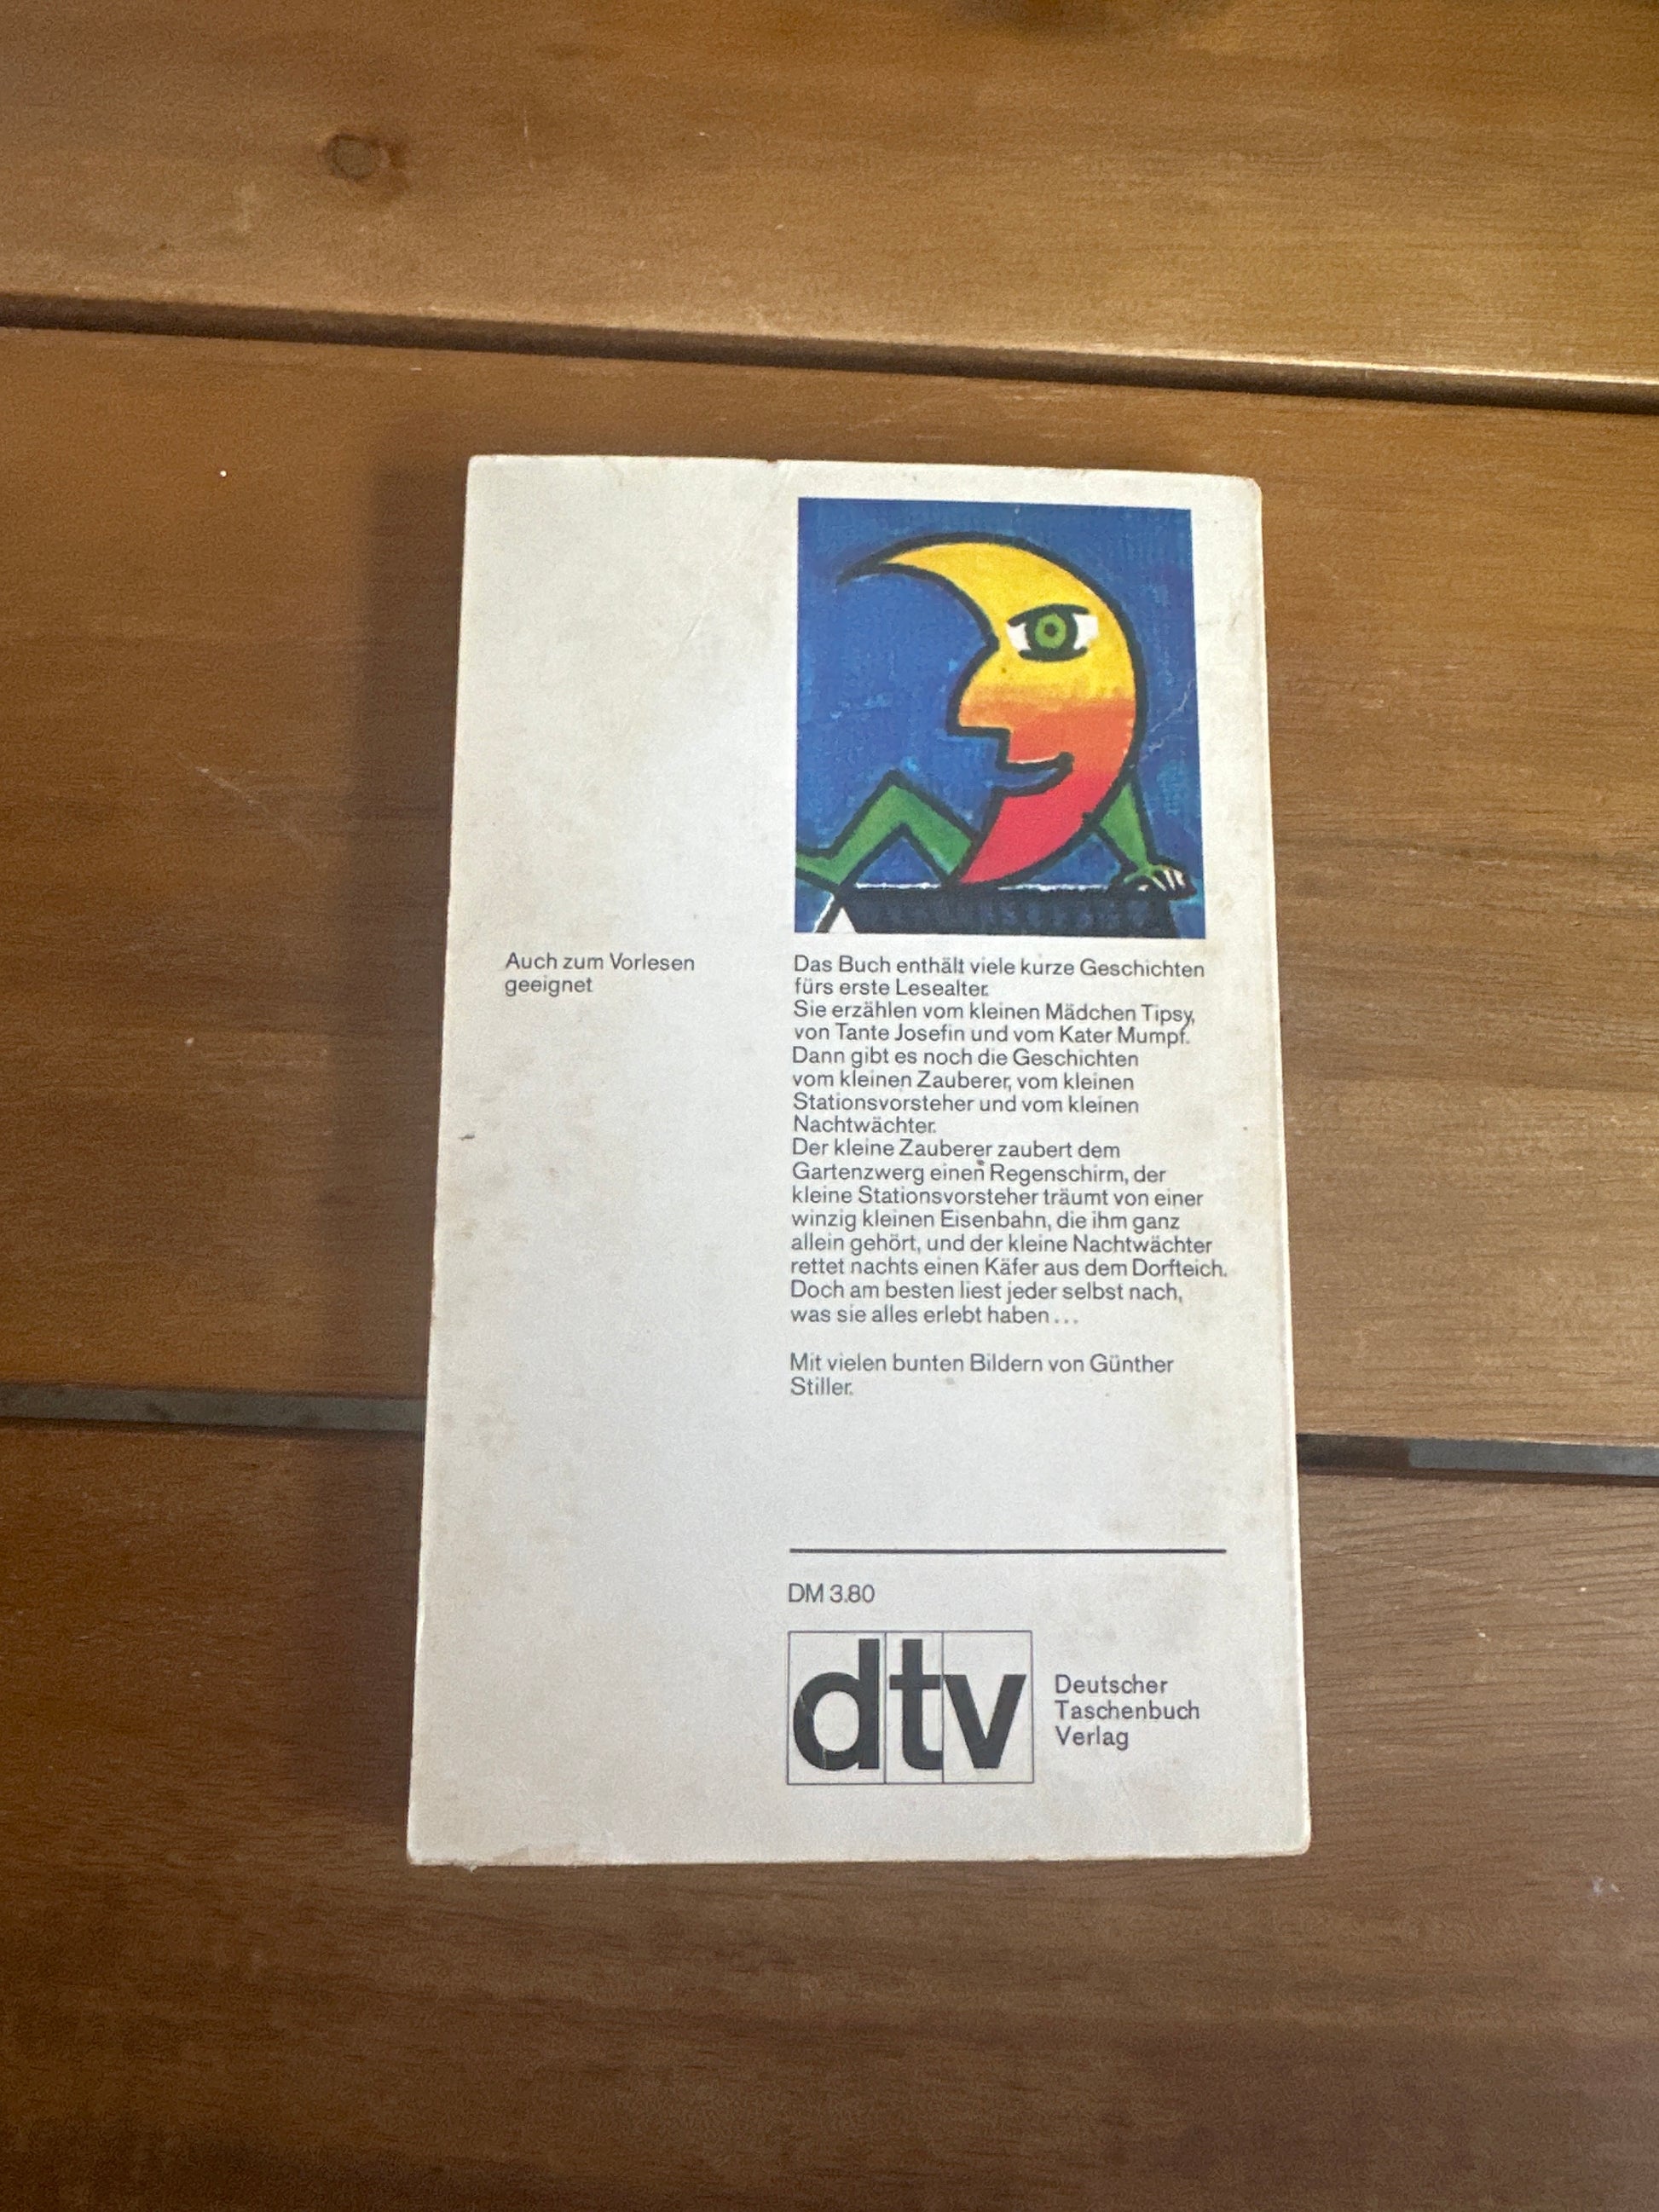 Auch zum Vorlesen
geeignet
Das Buch enthält viele kurze Geschichten
fürs erste Lesealter.
Sie erzählen vom kleinen Mädchen Tipsy,
von Tante Josefin und vom Kater Mumpf.
Dann gibt es noch die Geschichten
vom kleinen Zauberer, vom kleinen
Stationsvorsteher und vom kleinen
Nachtwächter.
Der kleine Zauberer zaubert dem
Gartenzwerg einen Regenschirm, der
kleine Stationsvorsteher träumt von einer
winzig kleinen Eisenbahn, die ihm ganz
allein gehört, und der kleine Nachtwächter
rettet nachts einen Käfer aus dem Dorfteich.
Doch am besten liest jeder selbst nach,
was sie alles erlebt haben...
Mit vielen bunten Bildern von Günther
Stiller.
DM 3.80
dtv
Deutscher
Taschenbuch
Verlag